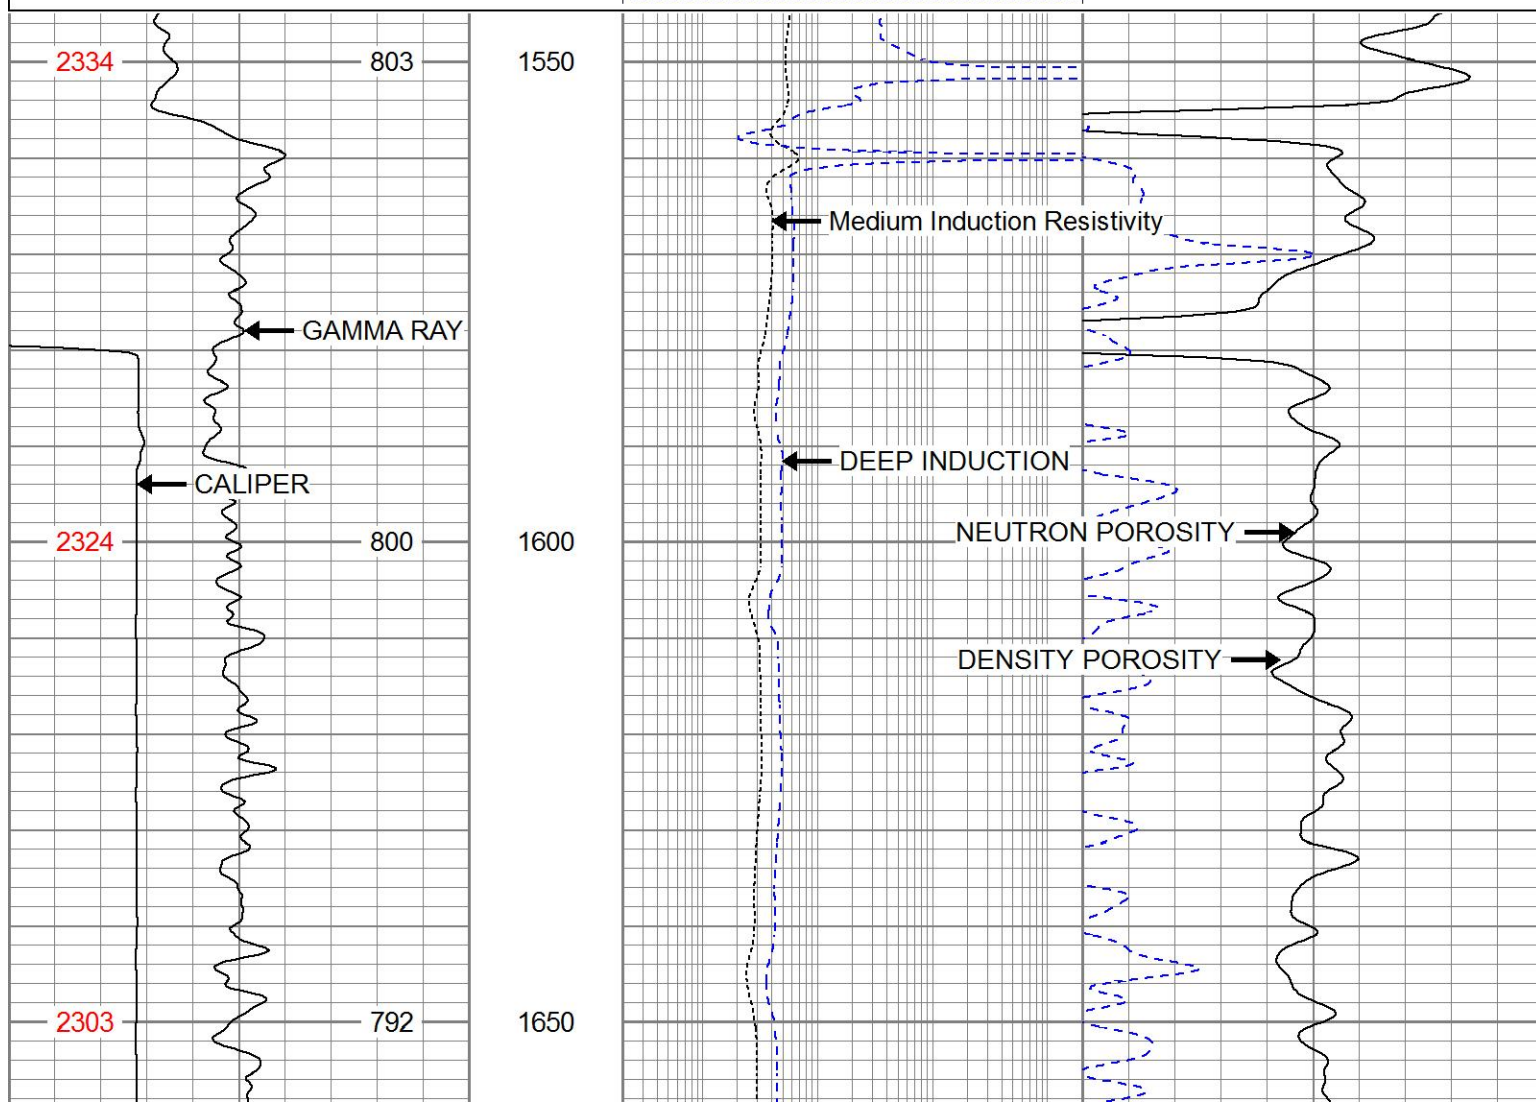 2334 803 1550
Medium Induction Resistivity
GAMMA RAY
DEEP INDUCTION
CALIPER
NEUTRON POROSITY
2324 800 1600
DENSITY POROSITY
2303 792 1650